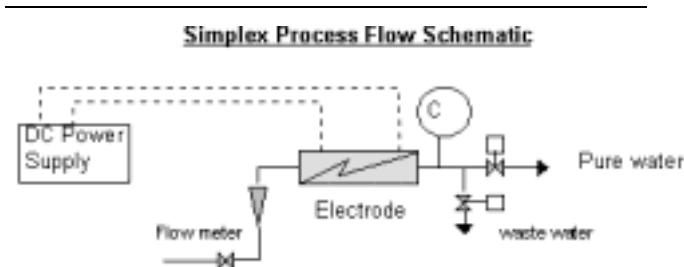 Simplex Process Flow Schematic
DC Power
Supply
C
Pure water
Electrode
Flow meter
waste water